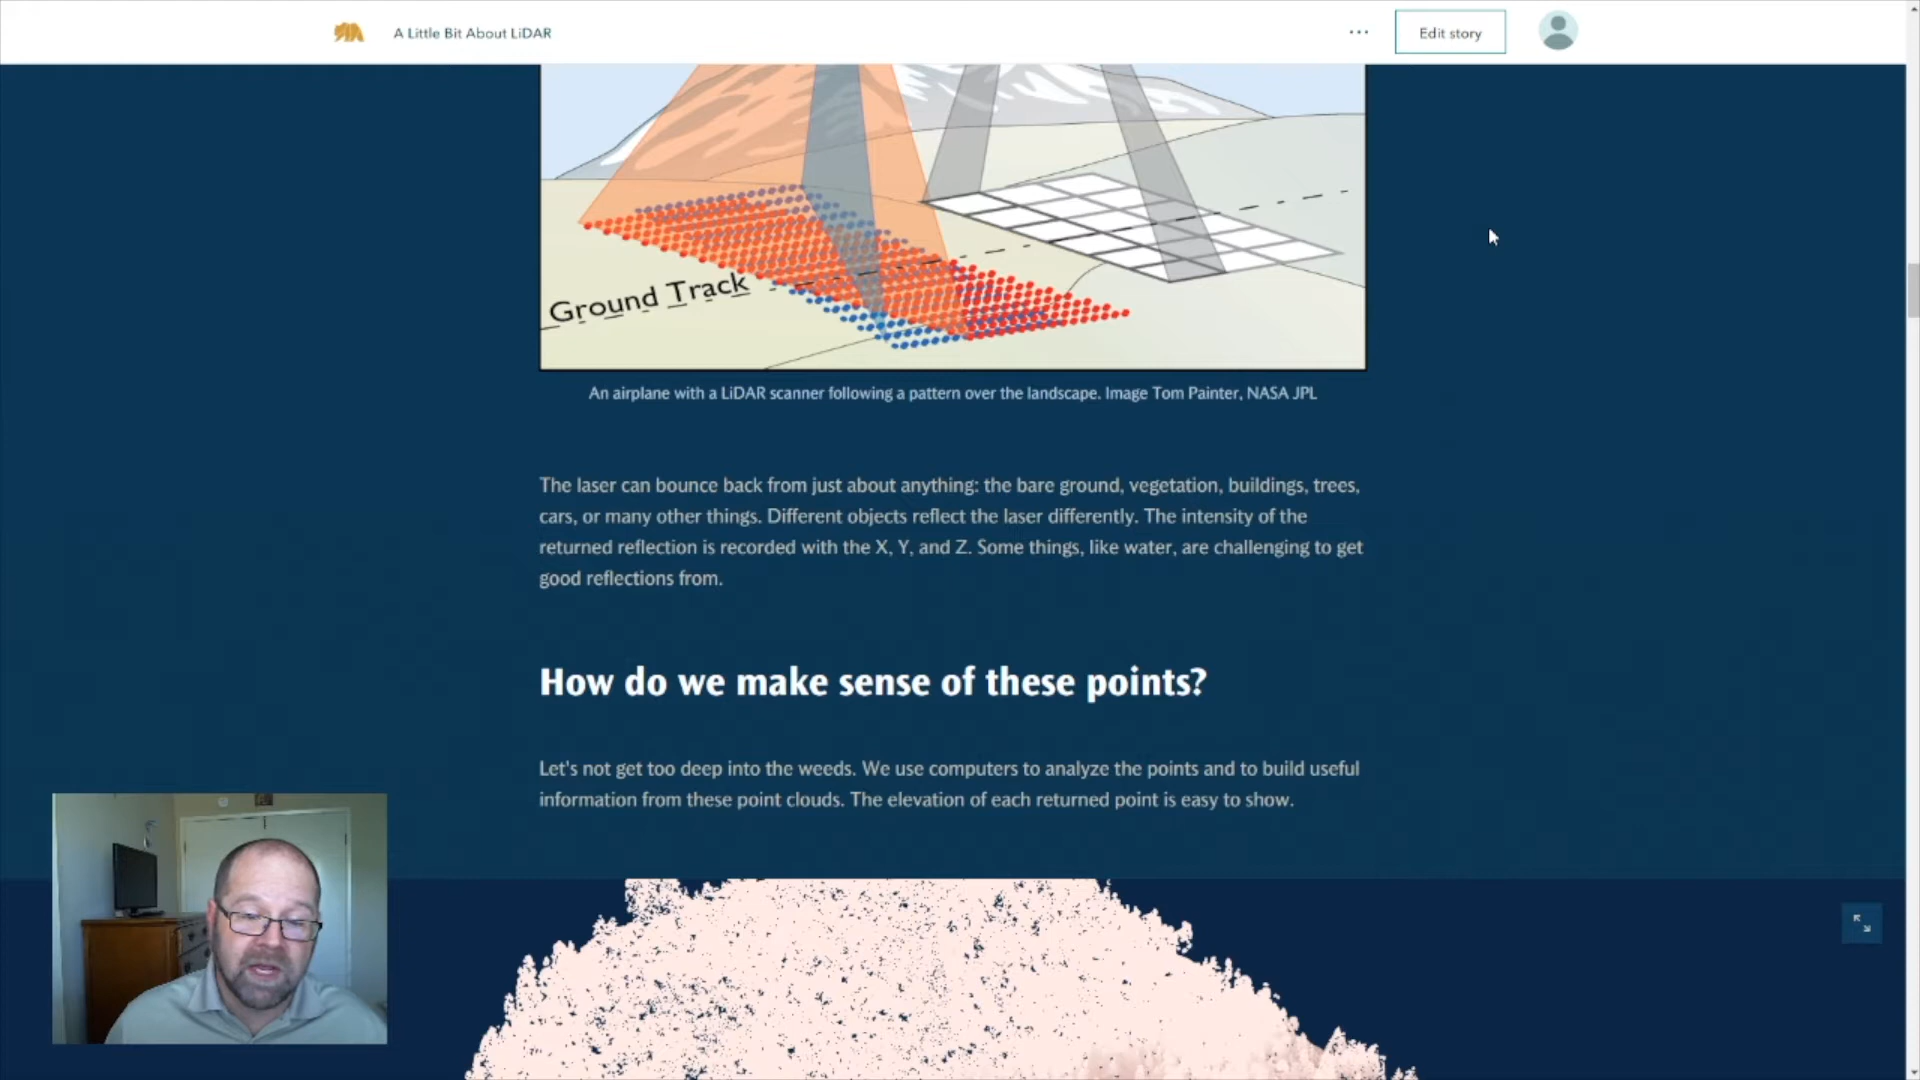 A Little Bit About LiDAR
Edit story
Ground Track
An airplane with a LiDAR scanner following a pattern over the landscape. Image Tom Painter, NASA JPL
The laser can bounce back from just about anything: the bare ground, vegetation, buildings, trees,
cars, or many other things. Different objects reflect the laser differently. The intensity of the
returned reflection is recorded with the X, Y, and Z. Some things, like water, are challenging to get
good reflections from.
How do we make sense of these points?
Let's not get too deep into the weeds. We use computers to analyze the points and to build useful
information from these point clouds. The elevation of each returned point is easy to show.